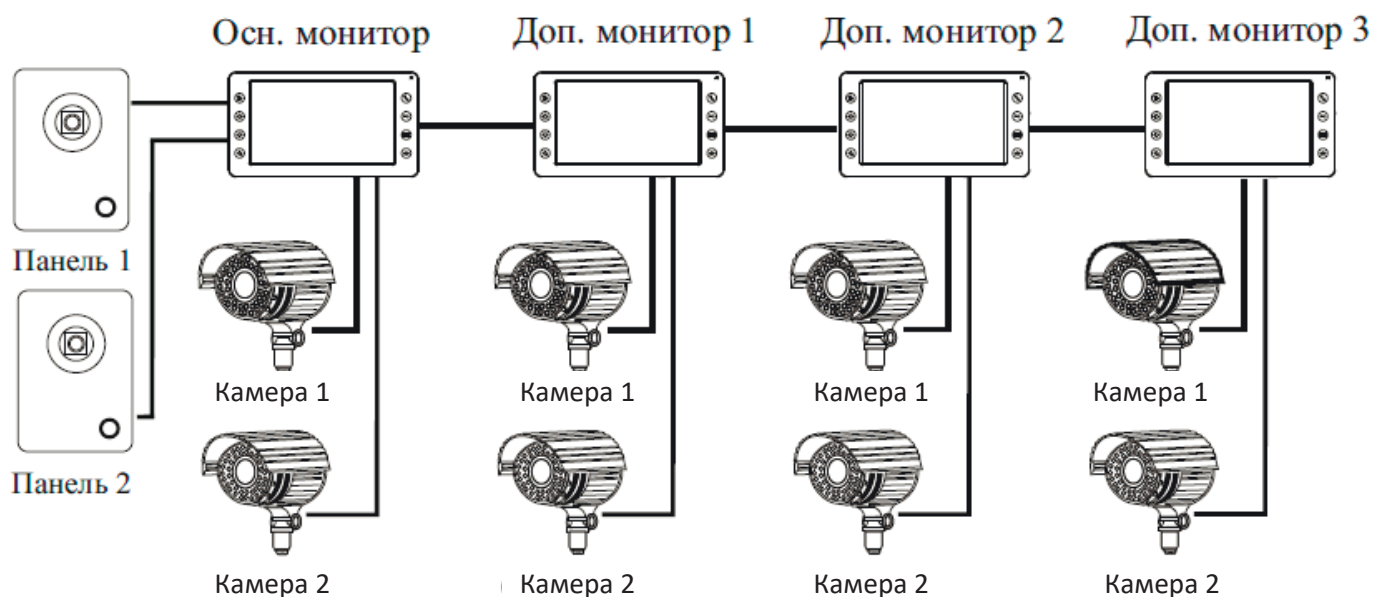 Осн. монитор Доп. монитор 1 Доп. монитор 2 Доп. монитор 3
Панель 1
Камера 1 Камера 1 Камера 1 Камера 1
Панель 2
Камера 2 Камера 2 Камера 2 Камера 2